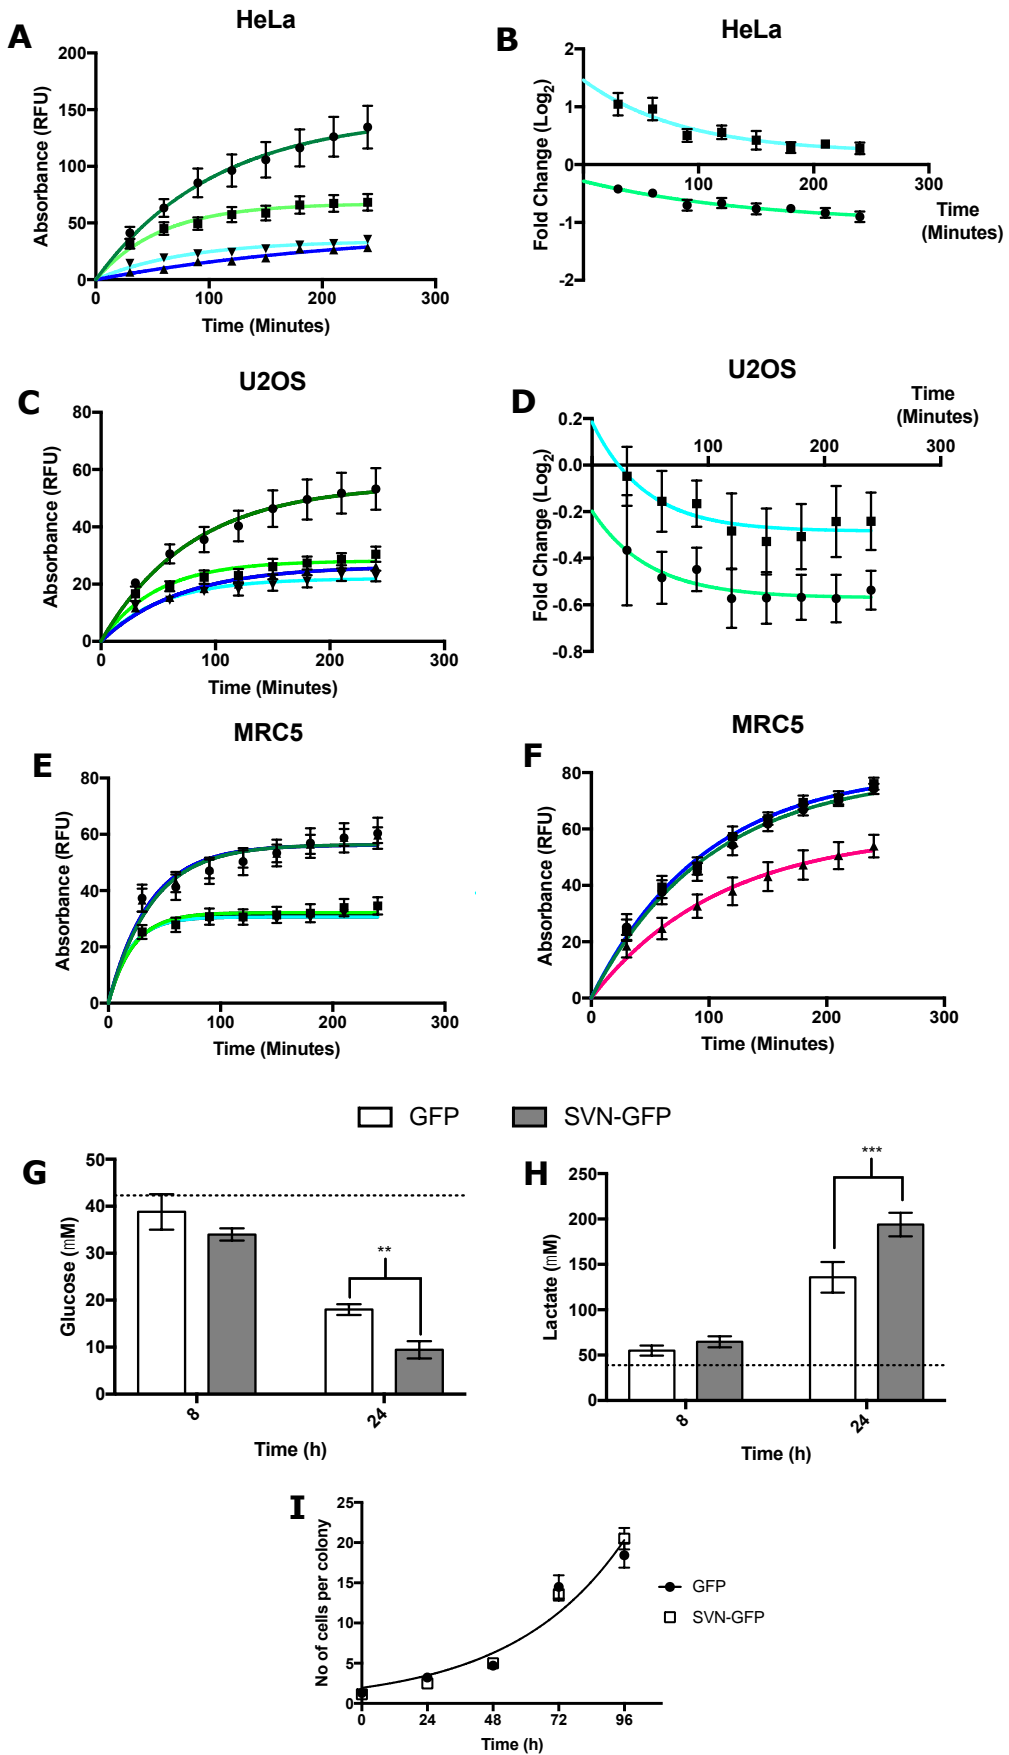 A
HeLa
Absorbance (RFU)
200
150
100
50
0
0
100
200
300
Time (Minutes)
B
HeLa
Fold Change (Log2)
2
1
0
-1
-2
100
200
300
Time
(Minutes)
C
U2OS
Absorbance (RFU)
80
60
40
20
0
0
100
200
300
Time (Minutes)
D
U2OS
Time
(Minutes)
Fold Change (Log2)
0.2
0.0
-0.2
-0.4
-0.6
-0.8
100
200
300
E
MRC5
Absorbance (RFU)
80
60
40
20
0
0
100
200
300
Time (Minutes)
F
MRC5
Absorbance (RFU)
80
60
40
20
0
0
100
200
300
Time (Minutes)
GFP
SVN-GFP
G
Glucose (mM)
50
40
30
20
10
0
**
8
24
Time (h)
H
Lactate (mM)
250
200
150
100
50
0
***
8
24
Time (h)
I
No of cells per colony
25
20
15
10
5
0
0
24
48
72
96
Time (h)
GFP
SVN-GFP